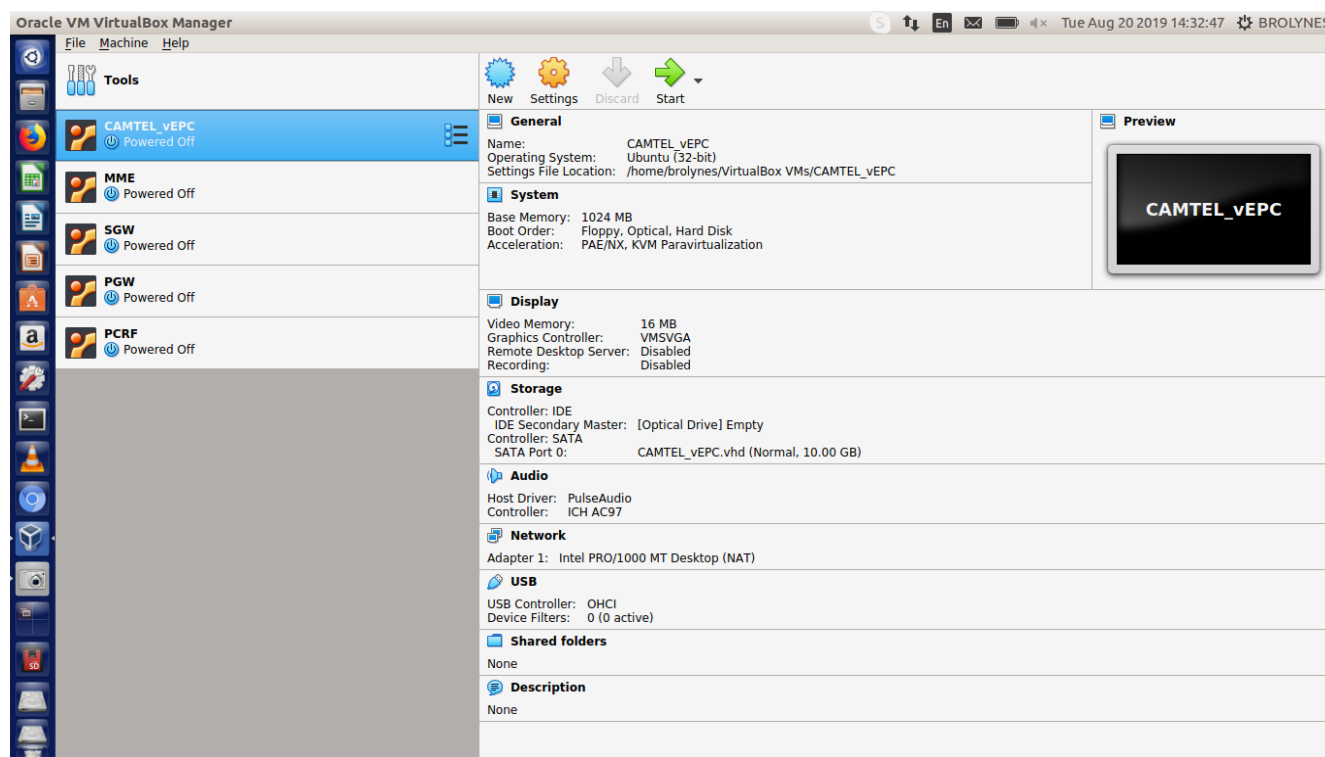 Oracle VM VirtualBox Manager
S En Tue Aug 20 2019 14:32:47 BROLYNES
File Machine Help
Tools
New Settings Discard Start
CAMTEL_vEPC
Powered Off
MME
Powered Off
SGW
Powered Off
PGW
Powered Off
PCRF
Powered Off
General
Name: CAMTEL_vEPC
Operating System: Ubuntu (32-bit)
Settings File Location: /home/brolynes/VirtualBox VMs/CAMTEL_vEPC
System
Base Memory: 1024 MB
Boot Order: Floppy, Optical, Hard Disk
Acceleration: PAE/NX, KVM Paravirtualization
Preview
CAMTEL_vEPC
Display
Video Memory: 16 MB
Graphics Controller: VMSVGA
Remote Desktop Server: Disabled
Recording: Disabled
Storage
Controller: IDE
IDE Secondary Master: [Optical Drive] Empty
Controller: SATA
SATA Port 0: CAMTEL_vEPC.vhd (Normal, 10.00 GB)
Audio
Host Driver: PulseAudio
Controller: ICH AC97
Network
Adapter 1: Intel PRO/1000 MT Desktop (NAT)
USB
USB Controller: OHCI
Device Filters: 0 (0 active)
Shared folders
None
Description
None
a
SD